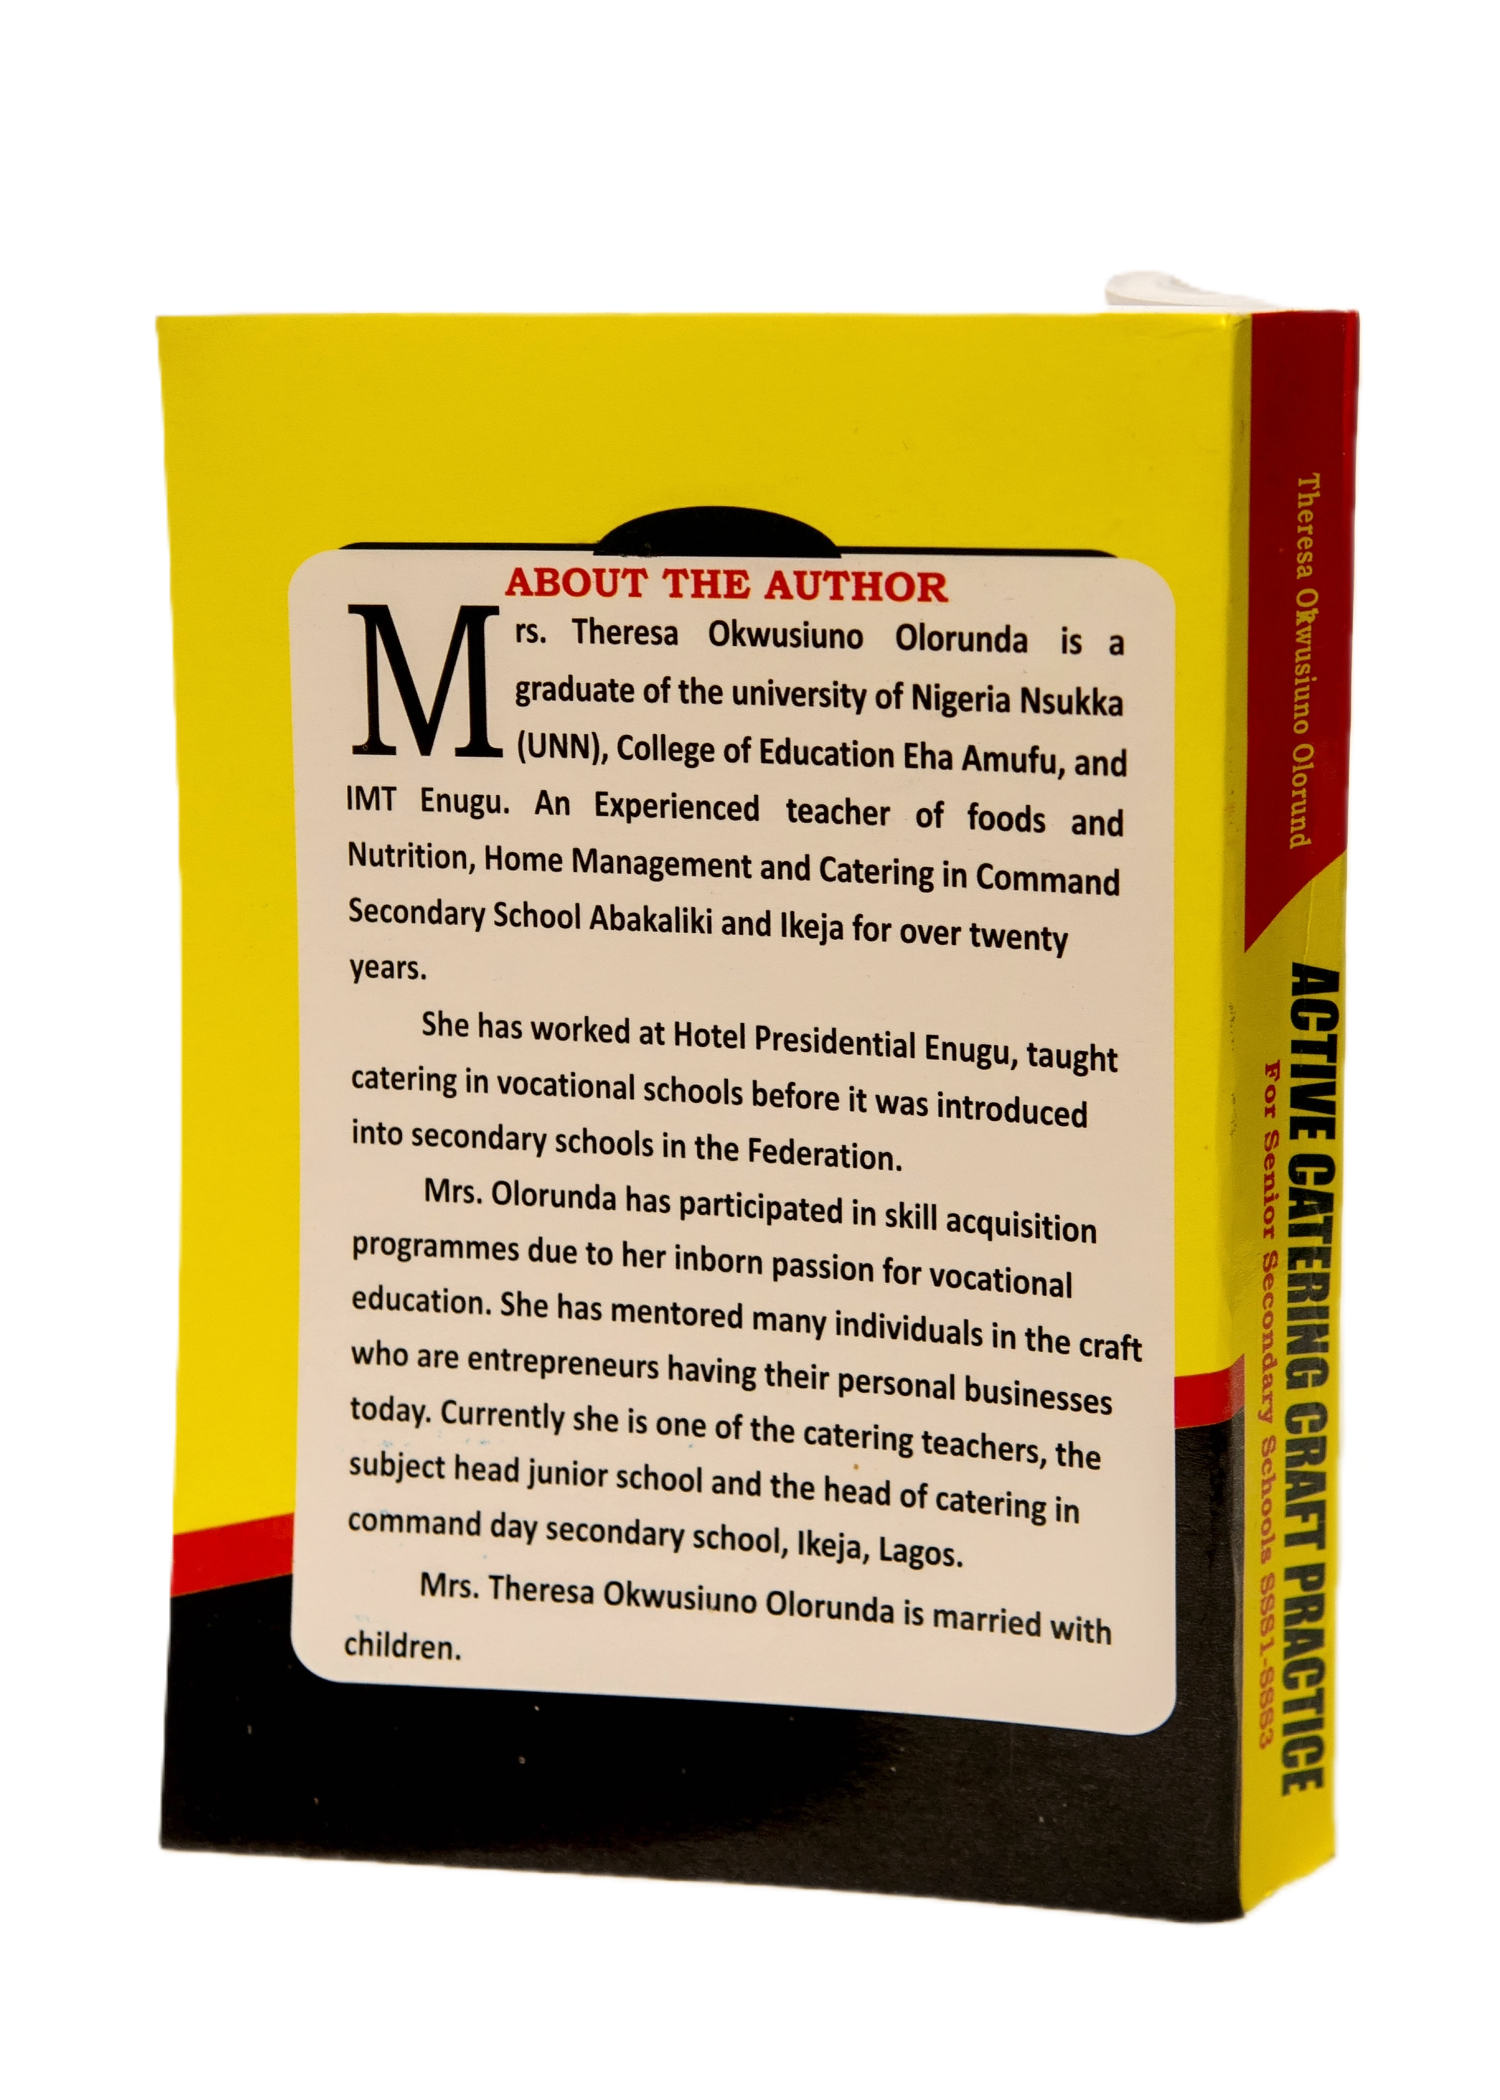 ABOUT THE AUTHOR
Mrs. Theresa Okwusiuno Olorunda is a
graduate of the university of Nigeria Nsukka
(UNN), College of Education Eha Amufu, and
IMT Enugu. An Experienced teacher of foods and
Nutrition, Home Management and Catering in Command
Secondary School Abakaliki and Ikeja for over twenty
years.
She has worked at Hotel Presidential Enugu, taught
catering in vocational schools before it was introduced
into secondary schools in the Federation.
Mrs. Olorunda has participated in skill acquisition
programmes due to her inborn passion for vocational
education. She has mentored many individuals in the craft
who are entrepreneurs having their personal businesses
today. Currently she is one of the catering teachers, the
subject head junior school and the head of catering in
command day secondary school, Ikeja, Lagos.
Mrs. Theresa Okwusiuno Olorunda is married with
children.
Theresa Okwusiuno Olorund
ACTIVE CATERING CRAFT PRACTICE
For Senior Secondary Schools SSS1-SSS3